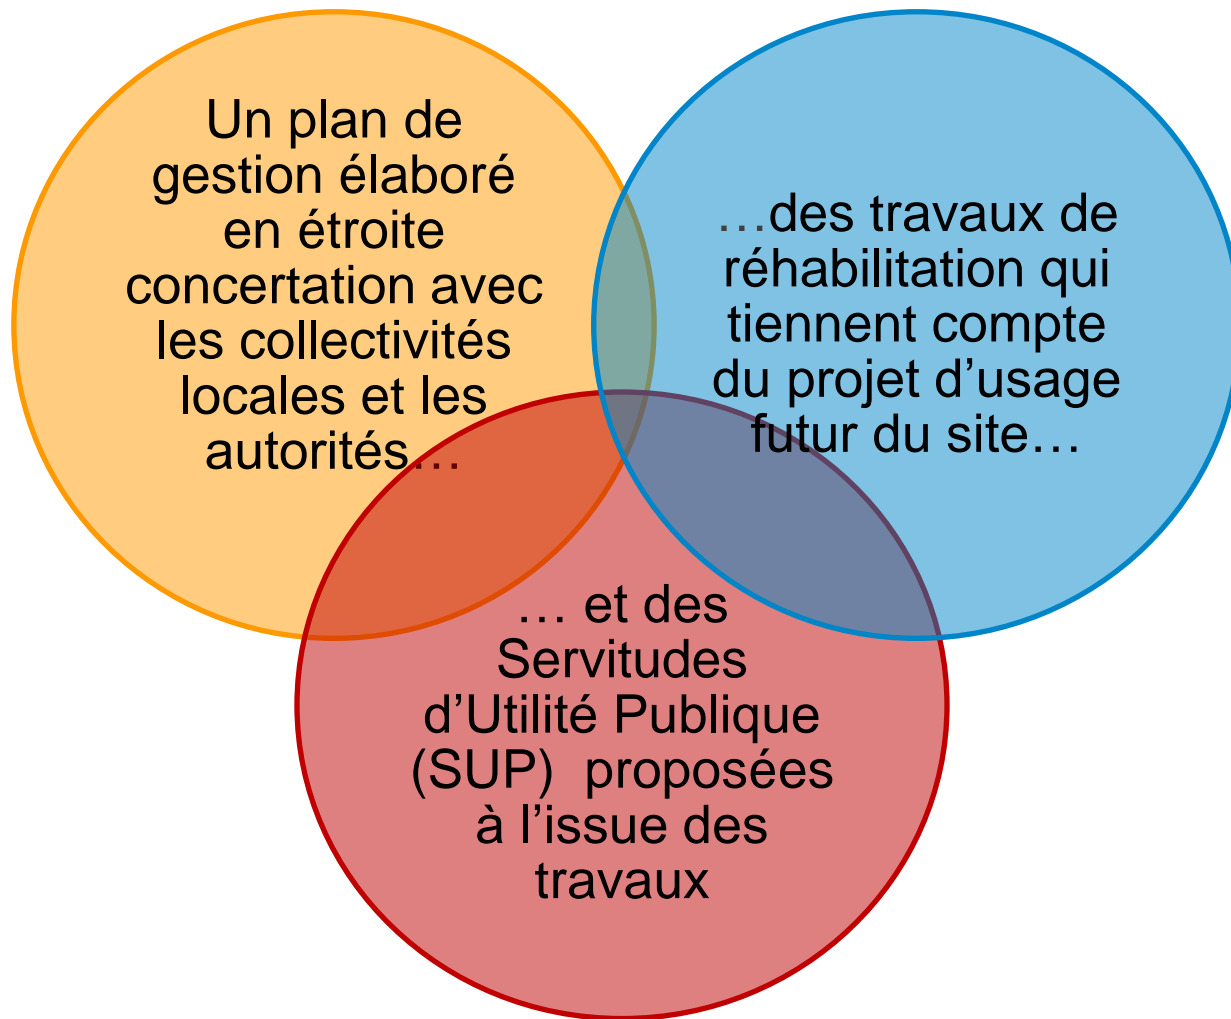 Un plan de
gestion élaboré
en étroite
concertation avec
les collectivités
locales et les
autorités…
…des travaux de
réhabilitation qui
tiennent compte
du projet d’usage
futur du site…
… et des
Servitudes
d’Utilité Publique
(SUP)  proposées
à l’issue des
travaux